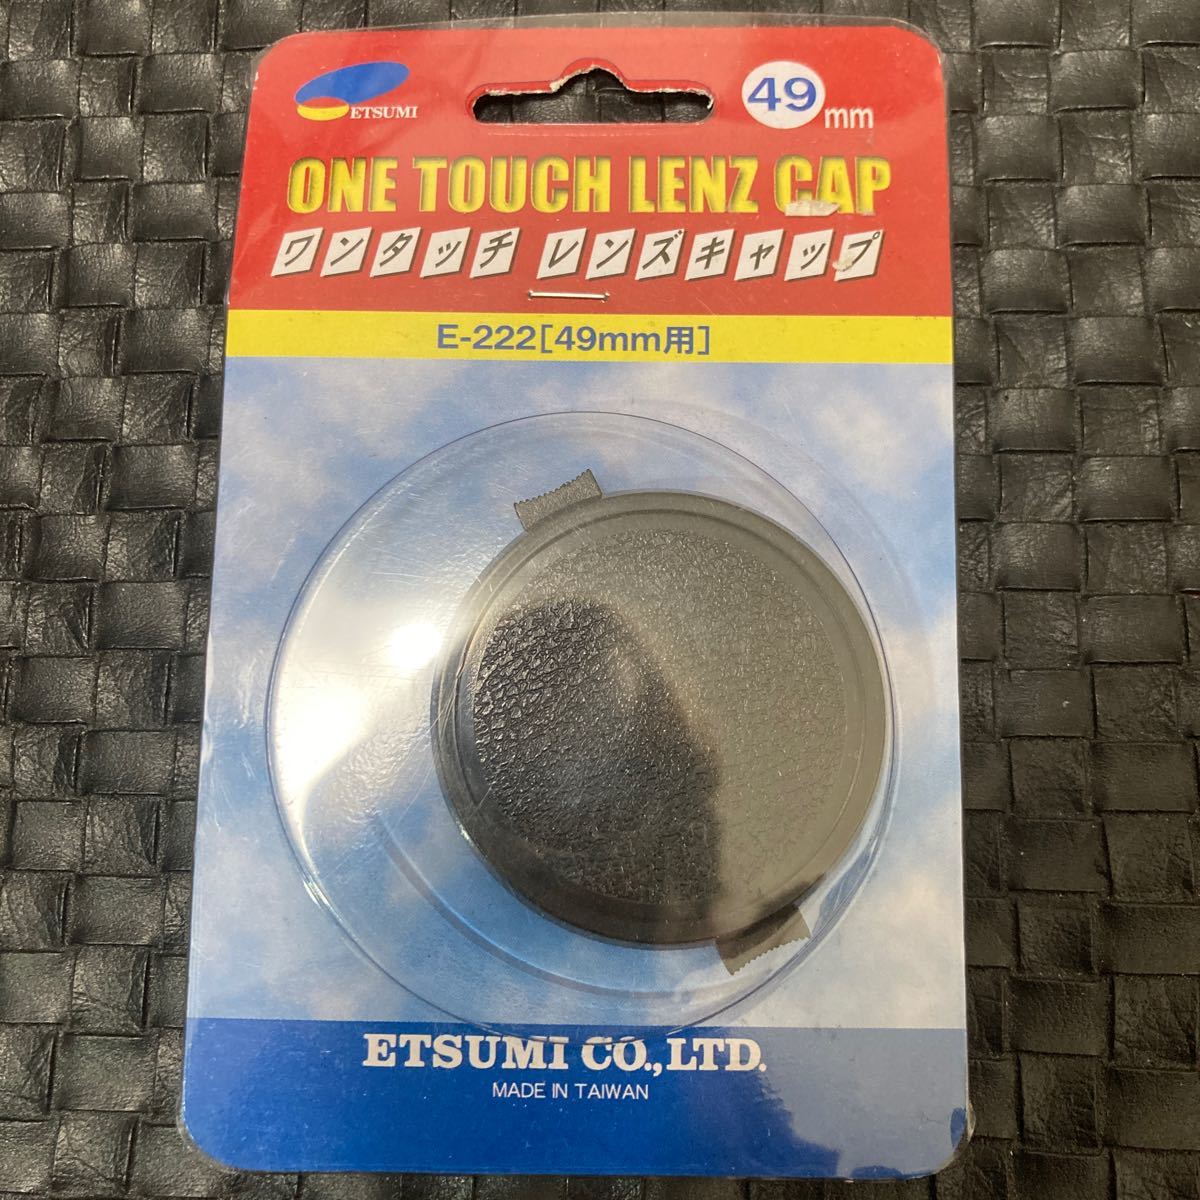 ETSUMI
49mm
ONE TOUCH LENZ CAP
ワンタッチ レンズキャップ
E-222[49mm用]
ETSUMI CO.,LTD.
MADE IN TAIWAN